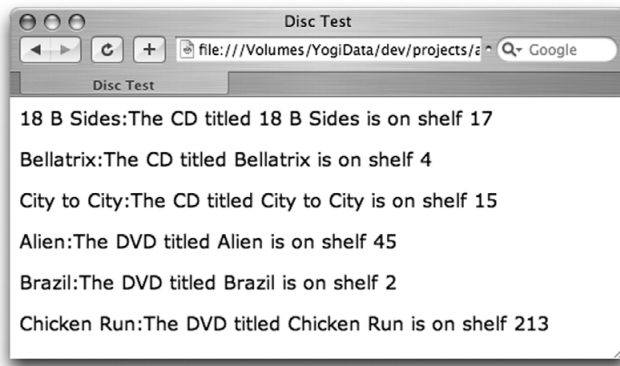 Disc Test
file:///Volumes/YogiData/dev/projects/a
Google
Disc Test
18 B Sides:The CD titled 18 B Sides is on shelf 17
Bellatrix:The CD titled Bellatrix is on shelf 4
City to City:The CD titled City to City is on shelf 15
Alien:The DVD titled Alien is on shelf 45
Brazil:The DVD titled Brazil is on shelf 2
Chicken Run:The DVD titled Chicken Run is on shelf 213